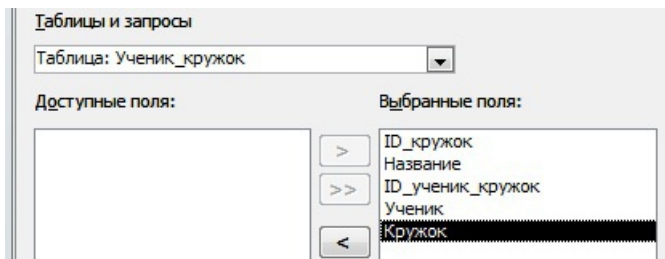 Таблицы и запросы
Таблица: Ученик_кружок
Доступные поля:
Выбранные поля:
>
>>
<
ID_кружок
Название
ID_ученик_кружок
Ученик
Кружок